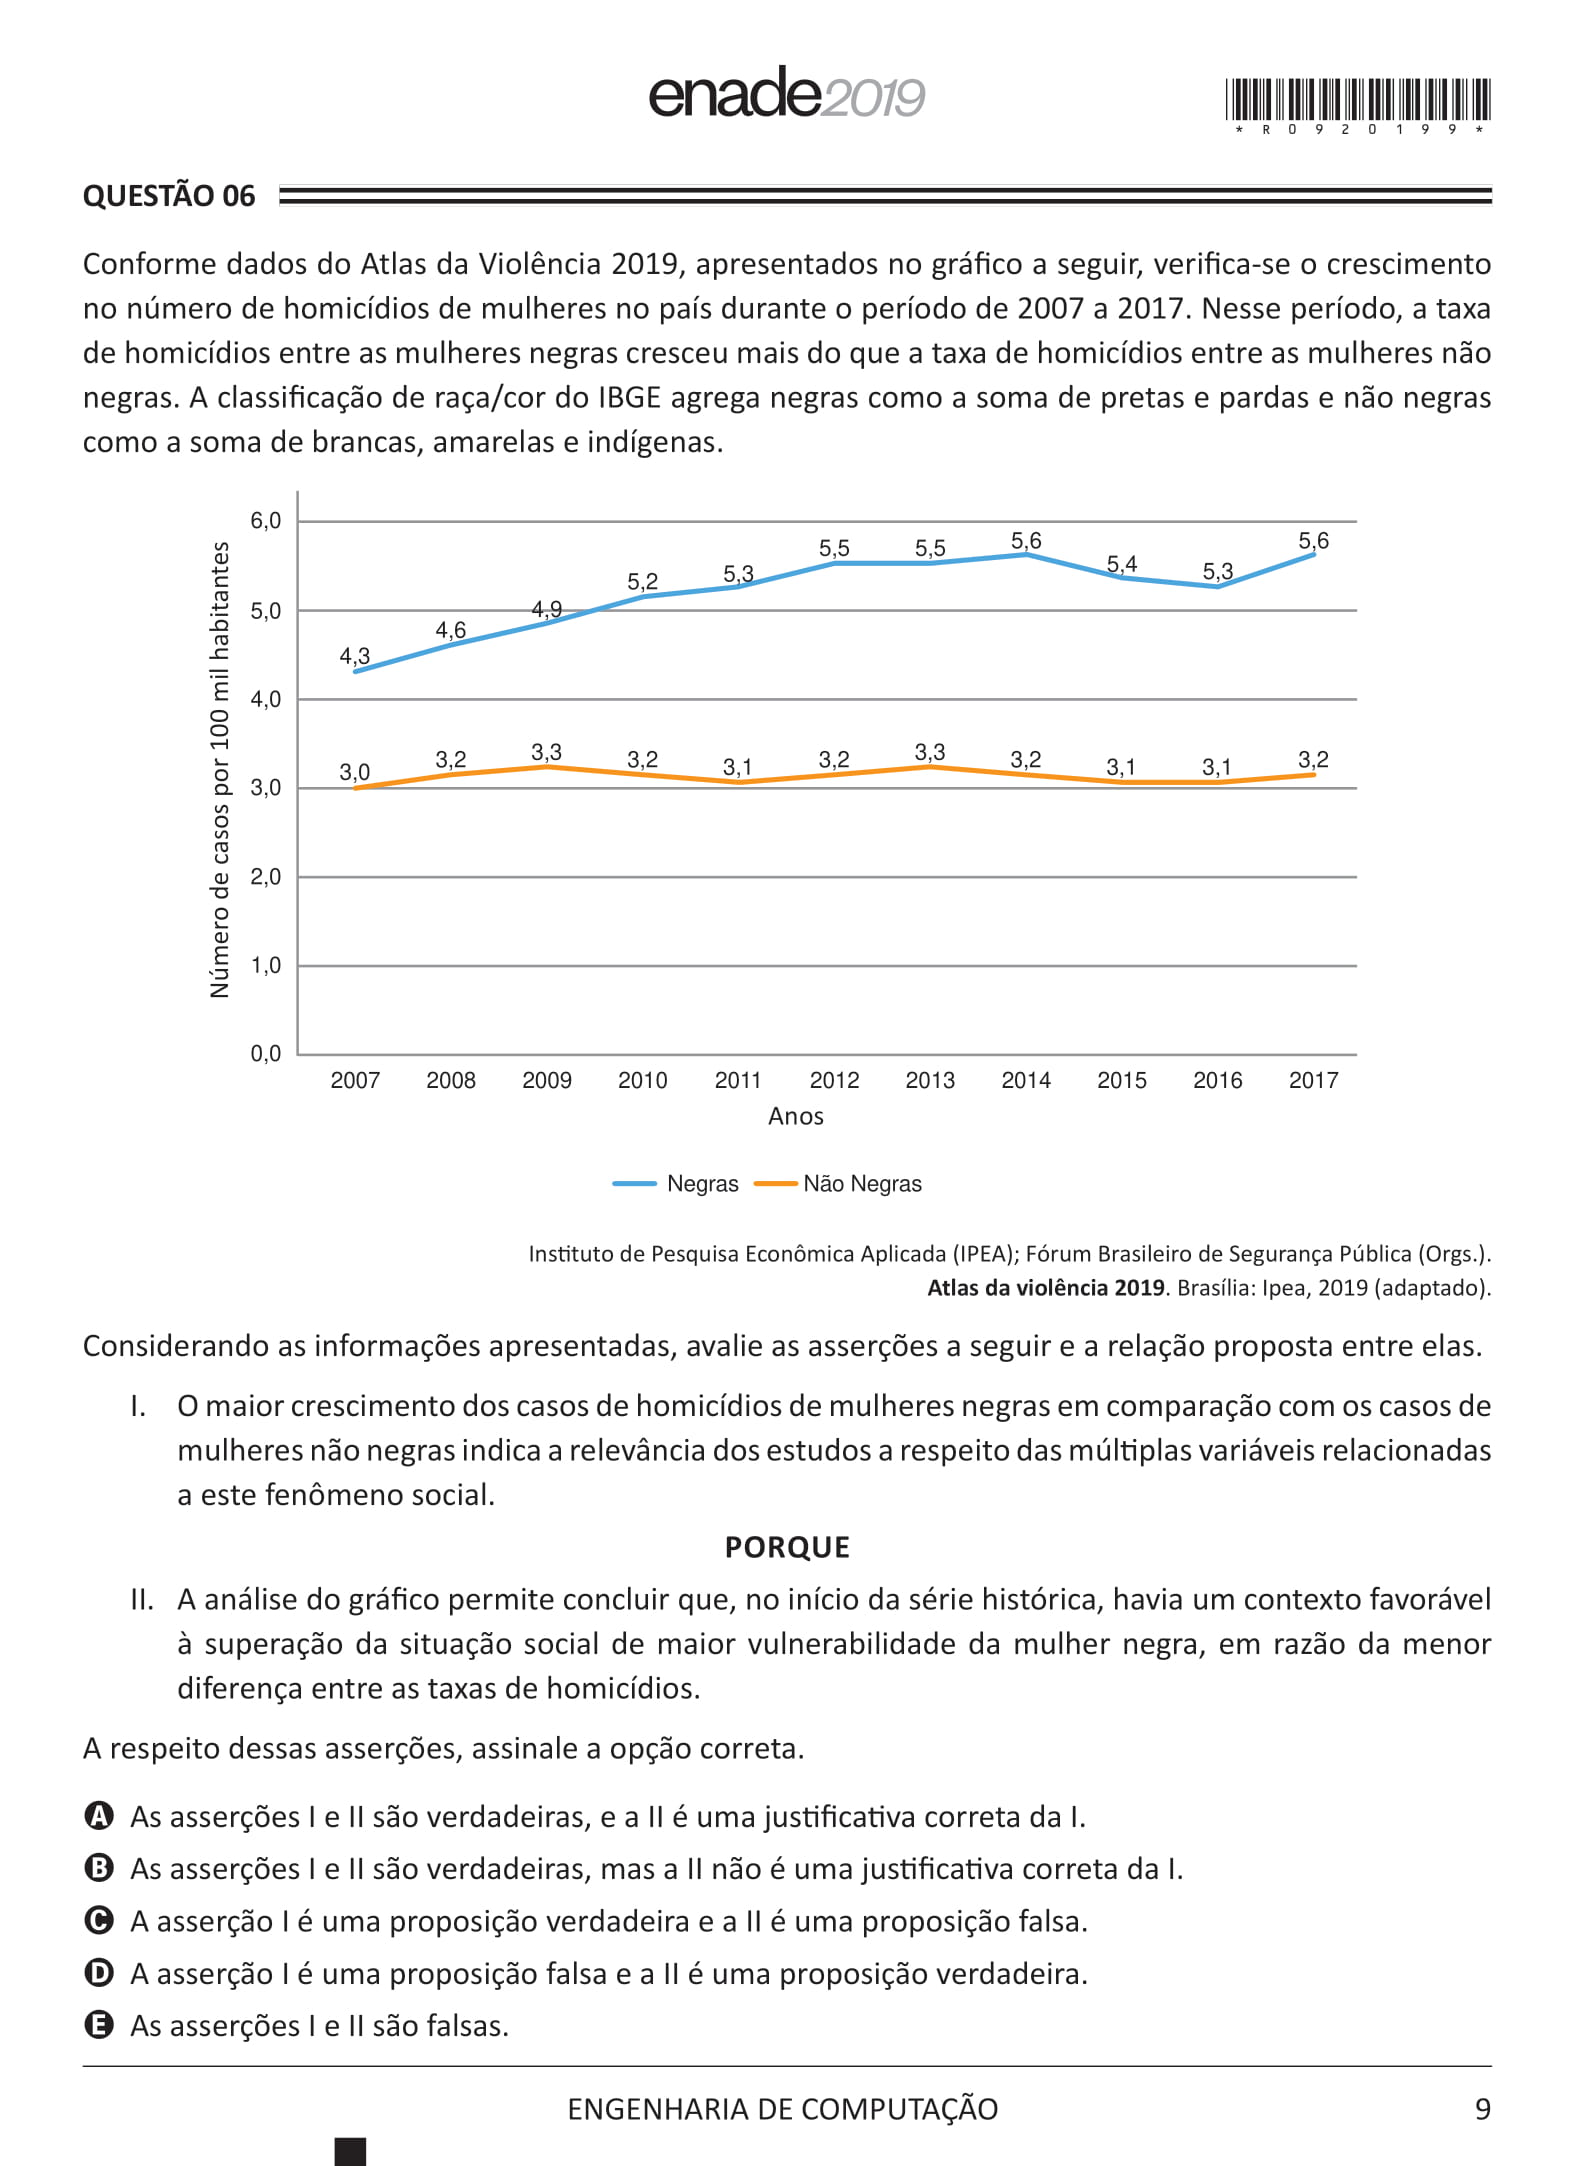 enade2019
*R0920199*
QUESTÃO 06
Conforme dados do Atlas da Violência 2019, apresentados no gráfico a seguir, verifica-se o crescimento
no número de homicídios de mulheres no país durante o período de 2007 a 2017. Nesse período, a taxa
de homicídios entre as mulheres negras cresceu mais do que a taxa de homicídios entre as mulheres não
negras. A classificação de raça/cor do IBGE agrega negras como a soma de pretas e pardas e não negras
como a soma de brancas, amarelas e indígenas.
Número de casos por 100 mil habitantes
6,0
5,0
4,0
3,0
2,0
1,0
0,0
4,3 4,6 4,9 5,2 5,3 5,5 5,5 5,6 5,4 5,3 5,6
3,0 3,2 3,3 3,2 3,1 3,2 3,3 3,2 3,1 3,1 3,2
2007 2008 2009 2010 2011 2012 2013 2014 2015 2016 2017
Anos
Negras Não Negras
Instituto de Pesquisa Econômica Aplicada (IPEA); Fórum Brasileiro de Segurança Pública (Orgs.).
Atlas da violência 2019. Brasília: Ipea, 2019 (adaptado).
Considerando as informações apresentadas, avalie as asserções a seguir e a relação proposta entre elas.
I. O maior crescimento dos casos de homicídios de mulheres negras em comparação com os casos de
mulheres não negras indica a relevância dos estudos a respeito das múltiplas variáveis relacionadas
a este fenômeno social.
PORQUE
II. A análise do gráfico permite concluir que, no início da série histórica, havia um contexto favorável
à superação da situação social de maior vulnerabilidade da mulher negra, em razão da menor
diferença entre as taxas de homicídios.
A respeito dessas asserções, assinale a opção correta.
A As asserções I e II são verdadeiras, e a II é uma justificativa correta da I.
B As asserções I e II são verdadeiras, mas a II não é uma justificativa correta da I.
C A asserção I é uma proposição verdadeira e a II é uma proposição falsa.
D A asserção I é uma proposição falsa e a II é uma proposição verdadeira.
E As asserções I e II são falsas.
ENGENHARIA DE COMPUTAÇÃO
9